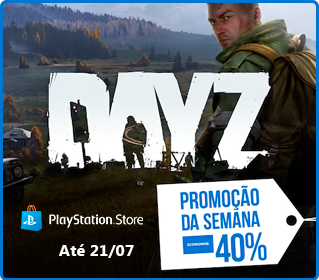 DAYZ
PlayStation.Store
Até 21/07
PROMOÇÃO
DA SEMANA
ECONOMIZE
40%